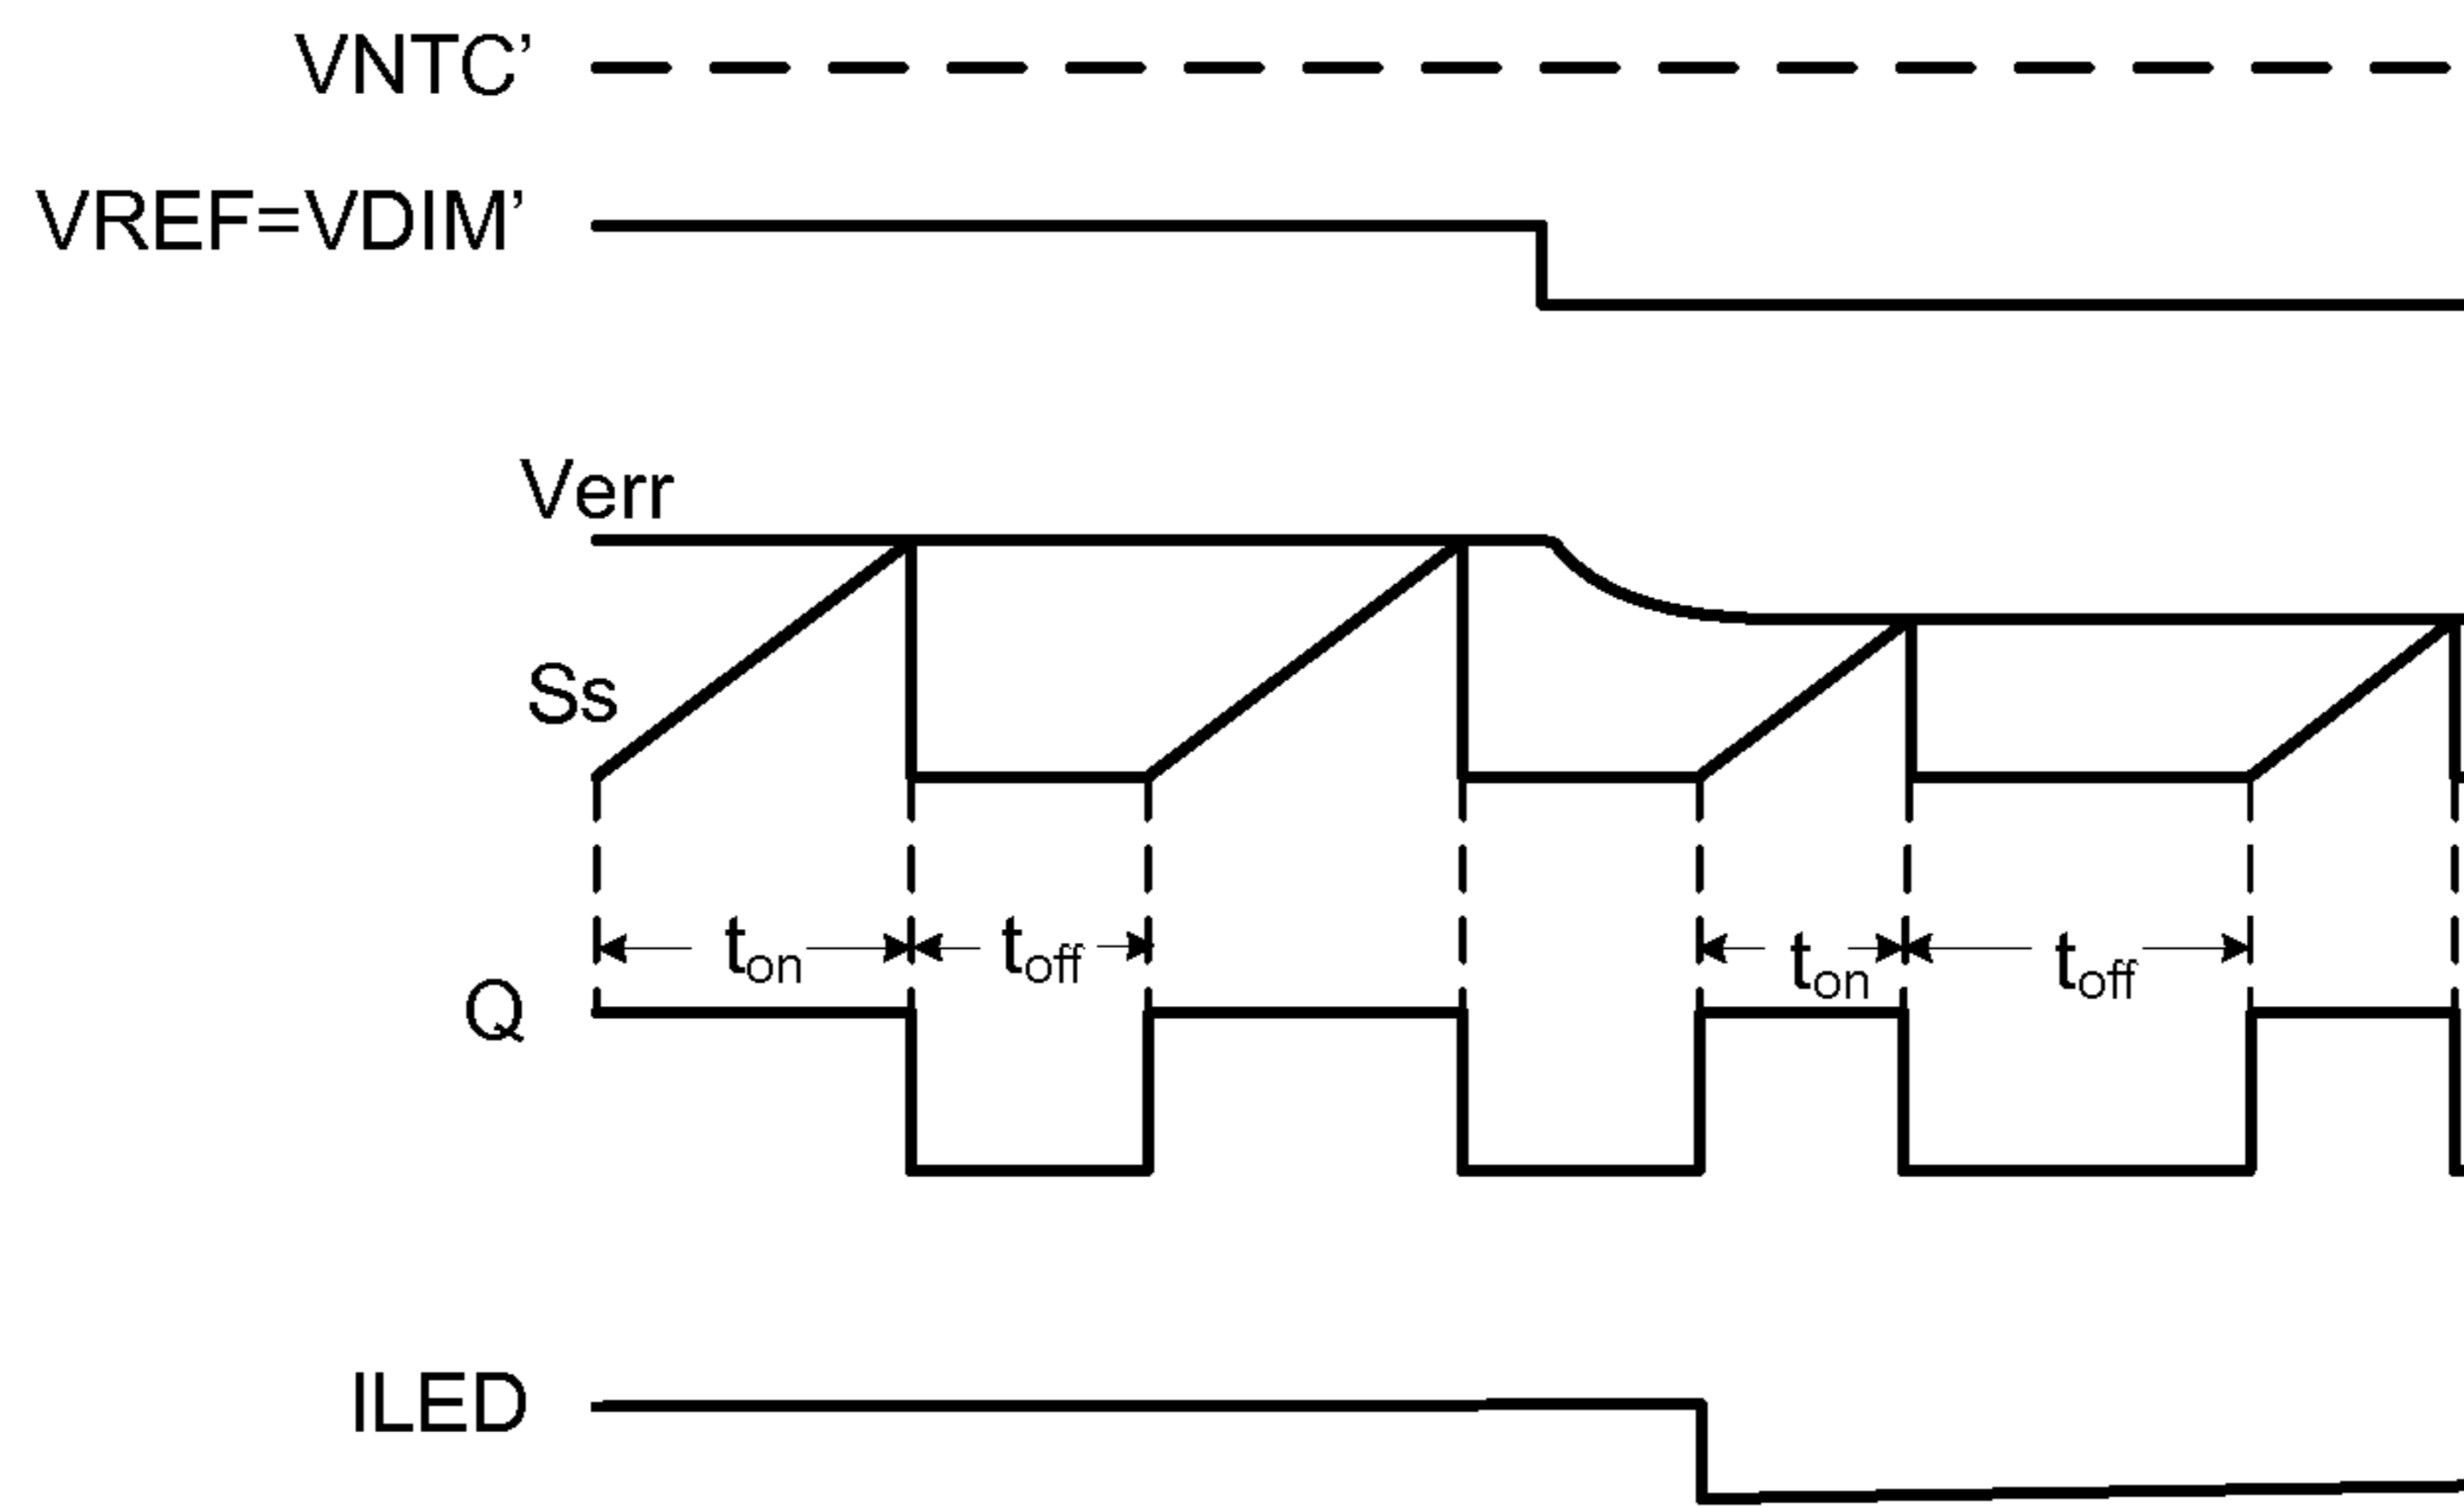 VNTC’
VREF=VDIM’
Verr
Ss
ton toff ton toff
Q
ILED